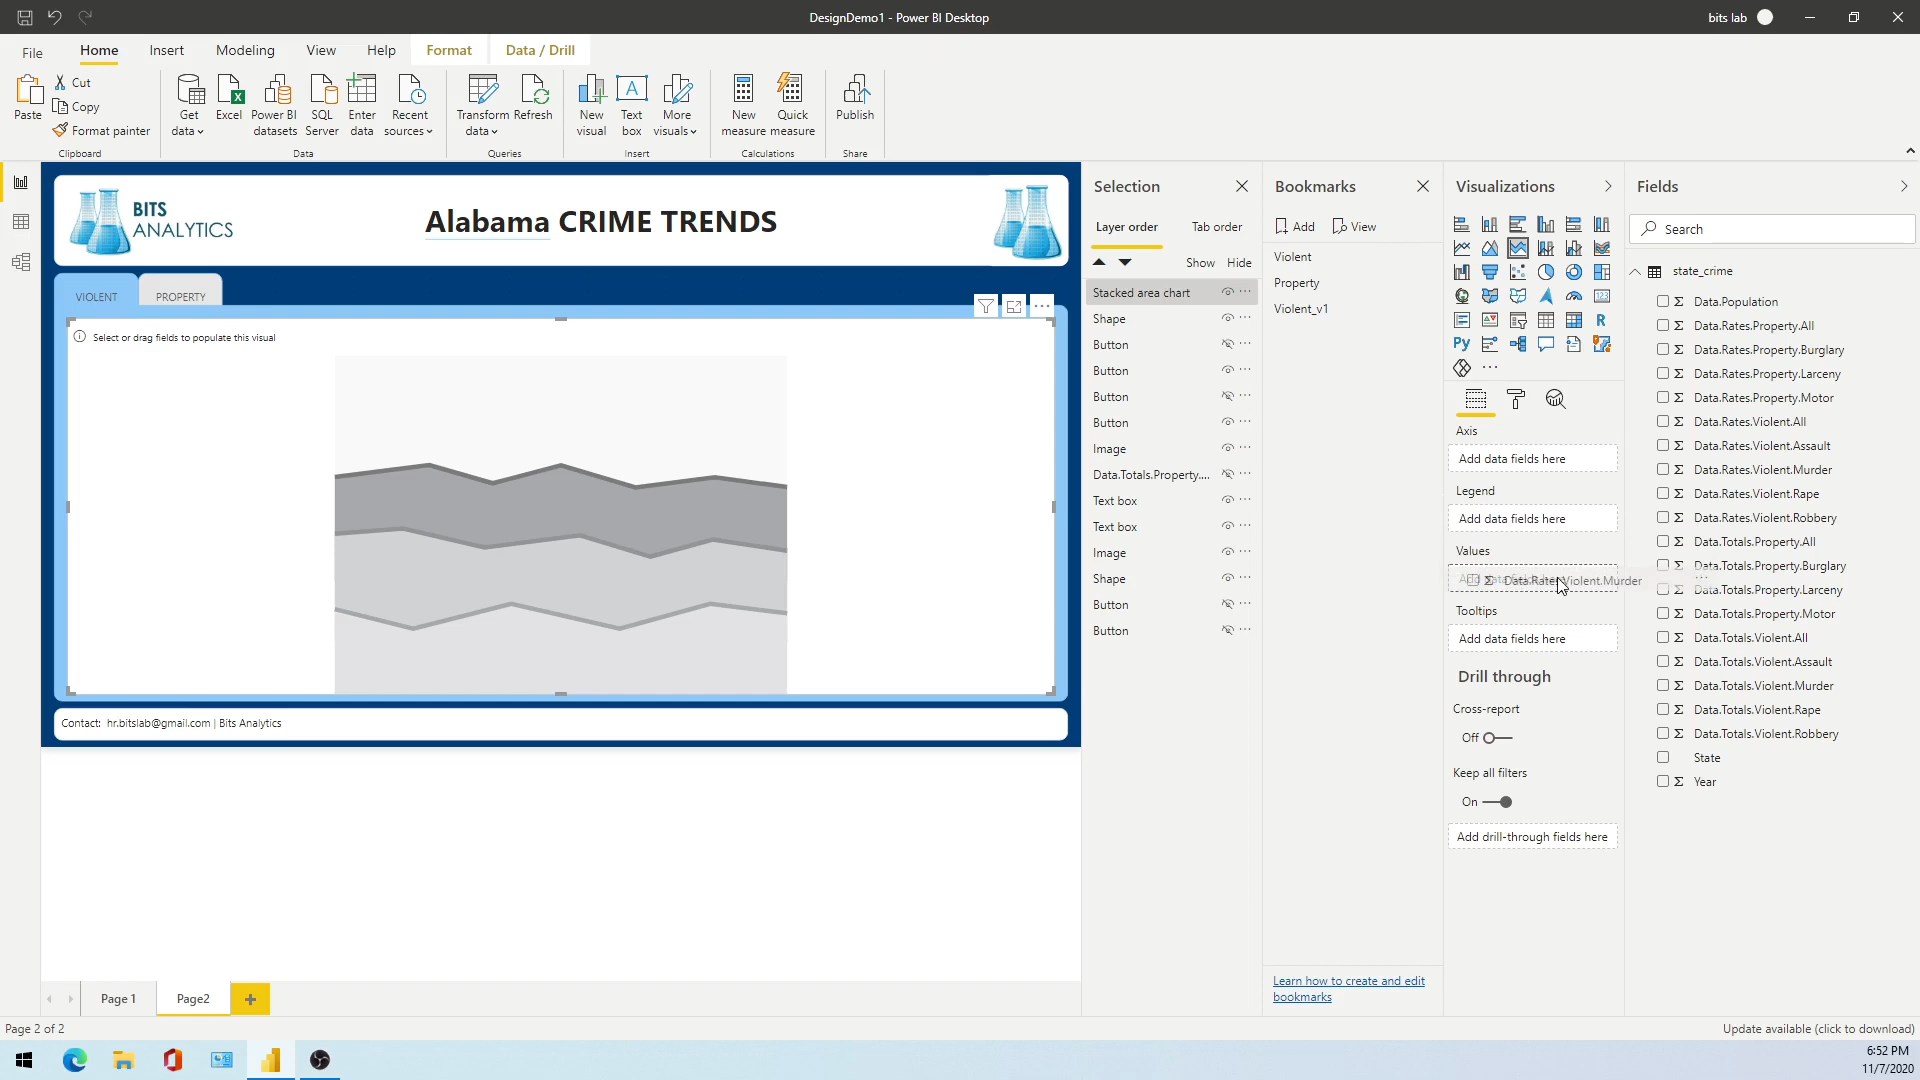 DesignDemo1 - Power BI Desktop
bits lab
File
Home
Insert
Modeling
View
Help
Format
Data / Drill
Paste
Cut
Copy
Format painter
Clipboard
Get data
Excel
Power BI datasets
SQL Server
Enter data
Recent sources
Data
Transform data
Refresh
Queries
New visual
A
Text box
More visuals
Insert
New measure
Quick measure
Calculations
Publish
Share
BITS
ANALYTICS
Alabama CRIME TRENDS
VIOLENT
PROPERTY
Select or drag fields to populate this visual
Contact: hr.bitslab@gmail.com | Bits Analytics
Selection
Layer order
Tab order
Show
Hide
Stacked area chart
Shape
Button
Button
Button
Button
Image
Data.Totals.Property....
Text box
Text box
Image
Shape
Button
Button
Bookmarks
Add
View
Violent
Property
Violent_v1
Learn how to create and edit
bookmarks
Visualizations
123
R
Py
Axis
Add data fields here
Legend
Add data fields here
Values
Data.Rates.Violent.Murder
Tooltips
Add data fields here
Drill through
Cross-report
Off
Keep all filters
On
Add drill-through fields here
Fields
Search
state_crime
Σ Data.Population
Σ Data.Rates.Property.All
Σ Data.Rates.Property.Burglary
Σ Data.Rates.Property.Larceny
Σ Data.Rates.Property.Motor
Σ Data.Rates.Violent.All
Σ Data.Rates.Violent.Assault
Σ Data.Rates.Violent.Murder
Σ Data.Rates.Violent.Rape
Σ Data.Rates.Violent.Robbery
Σ Data.Totals.Property.All
Σ Data.Totals.Property.Burglary
Σ Data.Totals.Property.Larceny
Σ Data.Totals.Property.Motor
Σ Data.Totals.Violent.All
Σ Data.Totals.Violent.Assault
Σ Data.Totals.Violent.Murder
Σ Data.Totals.Violent.Rape
Σ Data.Totals.Violent.Robbery
State
Σ Year
Page 1
Page2
Page 2 of 2
Update available (click to download)
6:52 PM
11/7/2020